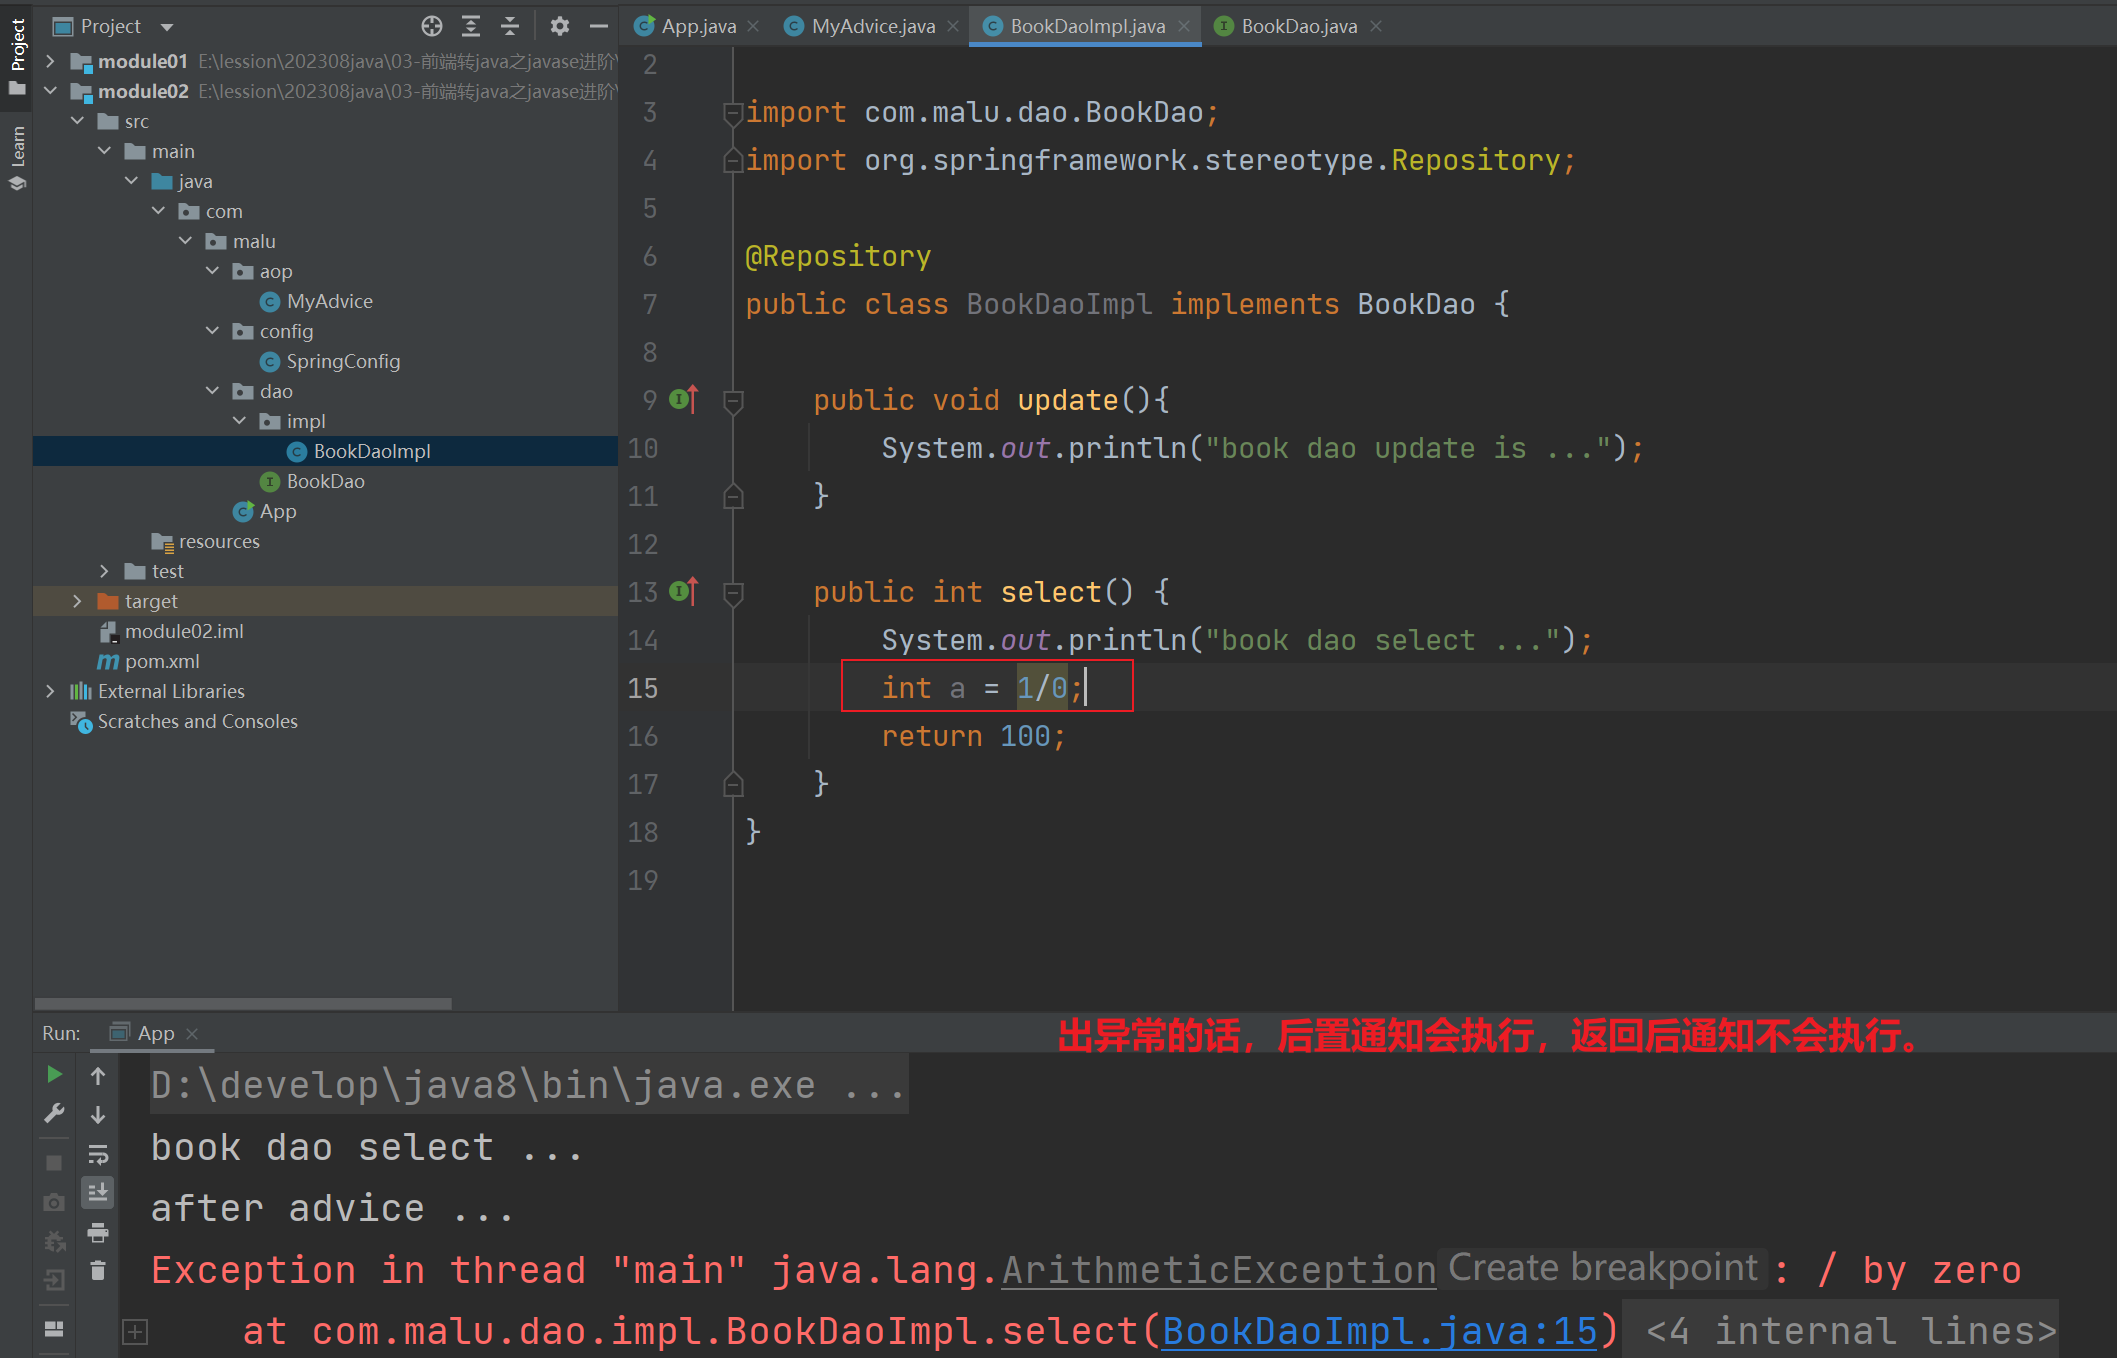 Project
App.java
MyAdvice.java
BookDaoImpl.java
BookDao.java
Project
Learn
module01 E:\lession\202308java\03-前端转java之javase进阶\
module02 E:\lession\202308java\03-前端转java之javase进阶\
src
main
java
com
malu
aop
MyAdvice
config
SpringConfig
dao
impl
BookDaoImpl
BookDao
App
resources
test
target
module02.iml
pom.xml
External Libraries
Scratches and Consoles
2
3 import com.malu.dao.BookDao;
4 import org.springframework.stereotype.Repository;
5
6 @Repository
7 public class BookDaoImpl implements BookDao {
8
9 public void update(){
10 System.out.println("book dao update is ...");
11 }
12
13 public int select() {
14 System.out.println("book dao select ...");
15 int a = 1/0;
16 return 100;
17 }
18 }
19
Run: App
出异常的话，后置通知会执行，返回后通知不会执行。
D:\develop\java8\bin\java.exe ...
book dao select ...
after advice ...
Exception in thread "main" java.lang.ArithmeticException Create breakpoint : / by zero
at com.malu.dao.impl.BookDaoImpl.select(BookDaoImpl.java:15) <4 internal lines>